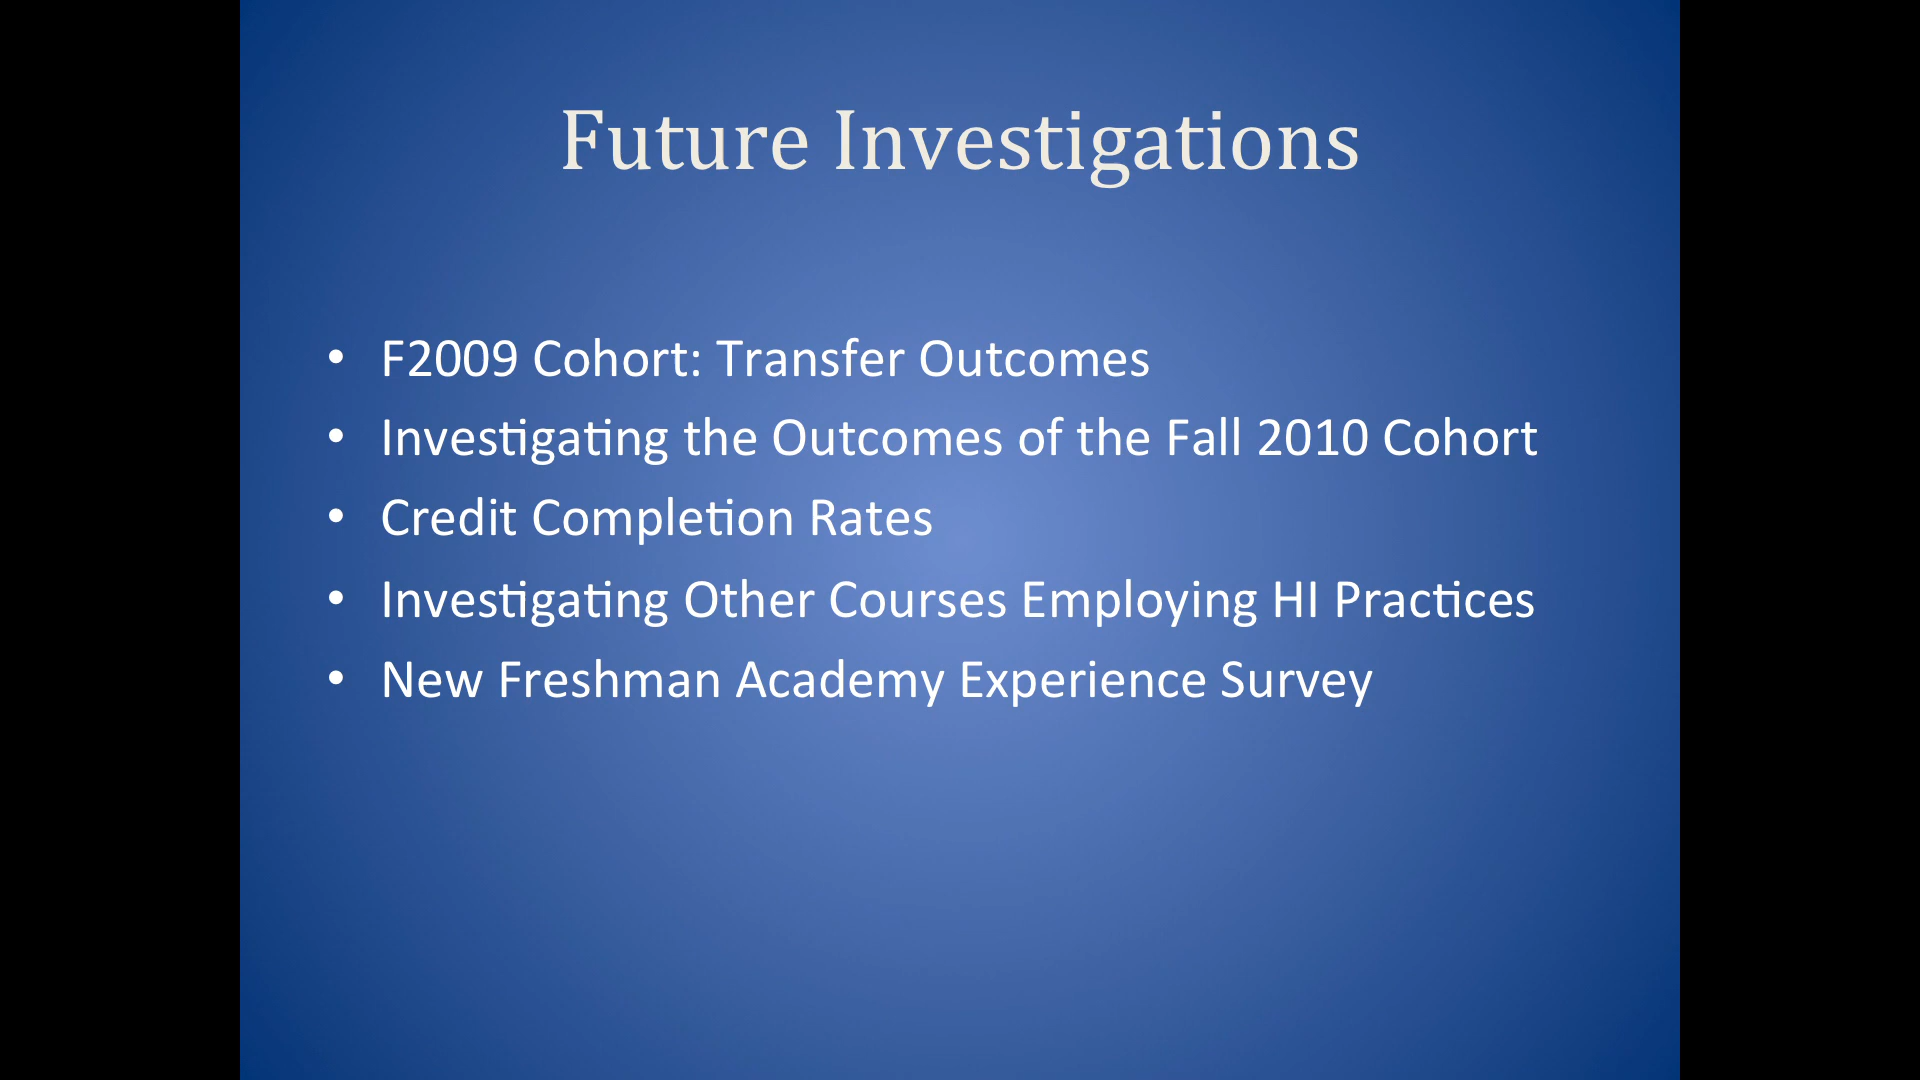 Future Investigations
• F2009 Cohort: Transfer Outcomes
• Investigating the Outcomes of the Fall 2010 Cohort
• Credit Completion Rates
• Investigating Other Courses Employing HI Practices
• New Freshman Academy Experience Survey